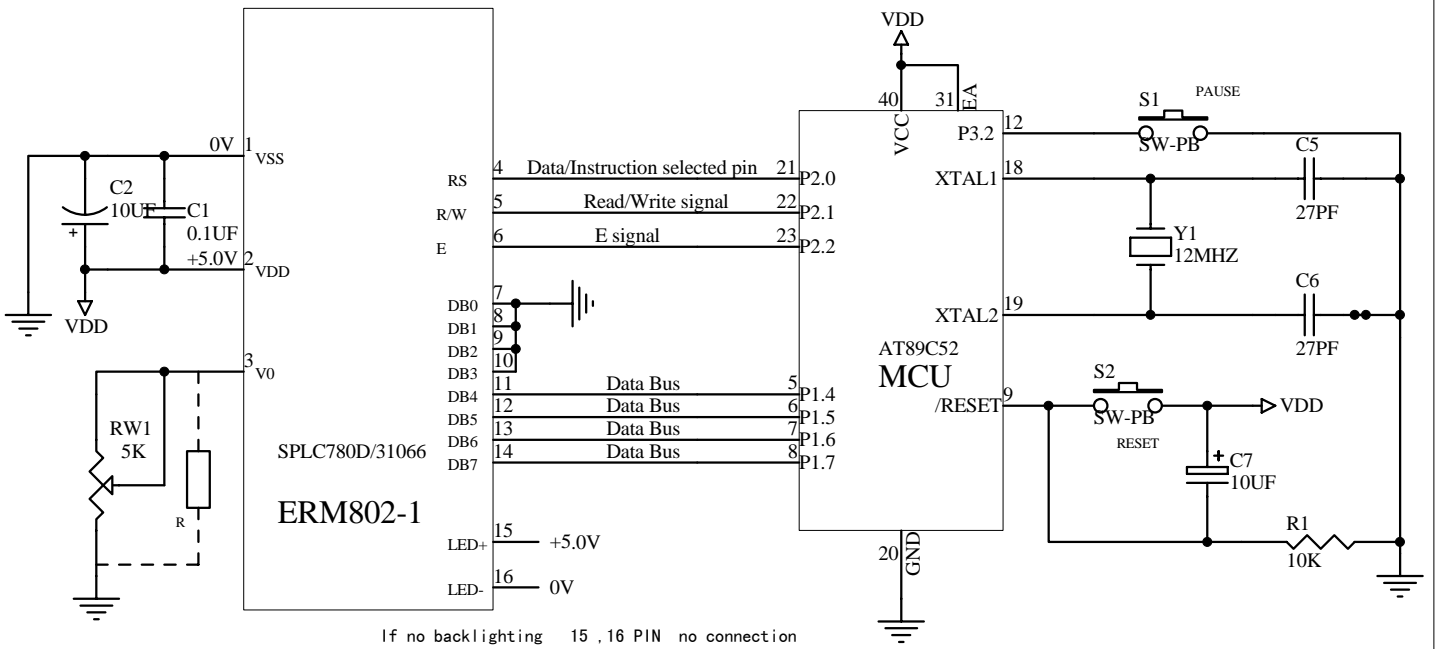 VDD
0V 1
VSS
C2
10UF
C1
0.1UF
+
+5.0V 2
VDD
VDD
3
V0
RW1
5K
R
SPLC780D/31066
ERM802-1
RS 4 Data/Instruction selected pin 21 P2.0
R/W 5 Read/Write signal 22 P2.1
E 6 E signal 23 P2.2
DB0 7
DB1 8
DB2 9
DB3 10
DB4 11 Data Bus 5 P1.4
DB5 12 Data Bus 6 P1.5
DB6 13 Data Bus 7 P1.6
DB7 14 Data Bus 8 P1.7
LED+ 15 +5.0V
LED- 16 0V
40 VCC
31 EA
P3.2 12
XTAL1 18
XTAL2 19
AT89C52
MCU
/RESET 9
20 GND
S1 PAUSE
SW-PB
C5
27PF
Y1
12MHZ
C6
27PF
S2
SW-PB
RESET
VDD
+
C7
10UF
R1
10K
If no backlighting 15 ,16 PIN no connection